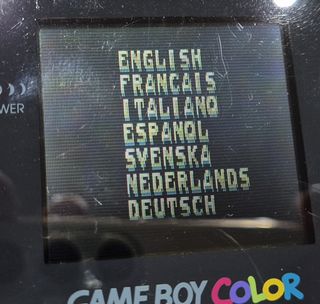 ENGLISH
FRANCAIS
ITALIANO
ESPANOL
SVENSKA
NEDERLANDS
DEUTSCH
GAME BOY COLOR